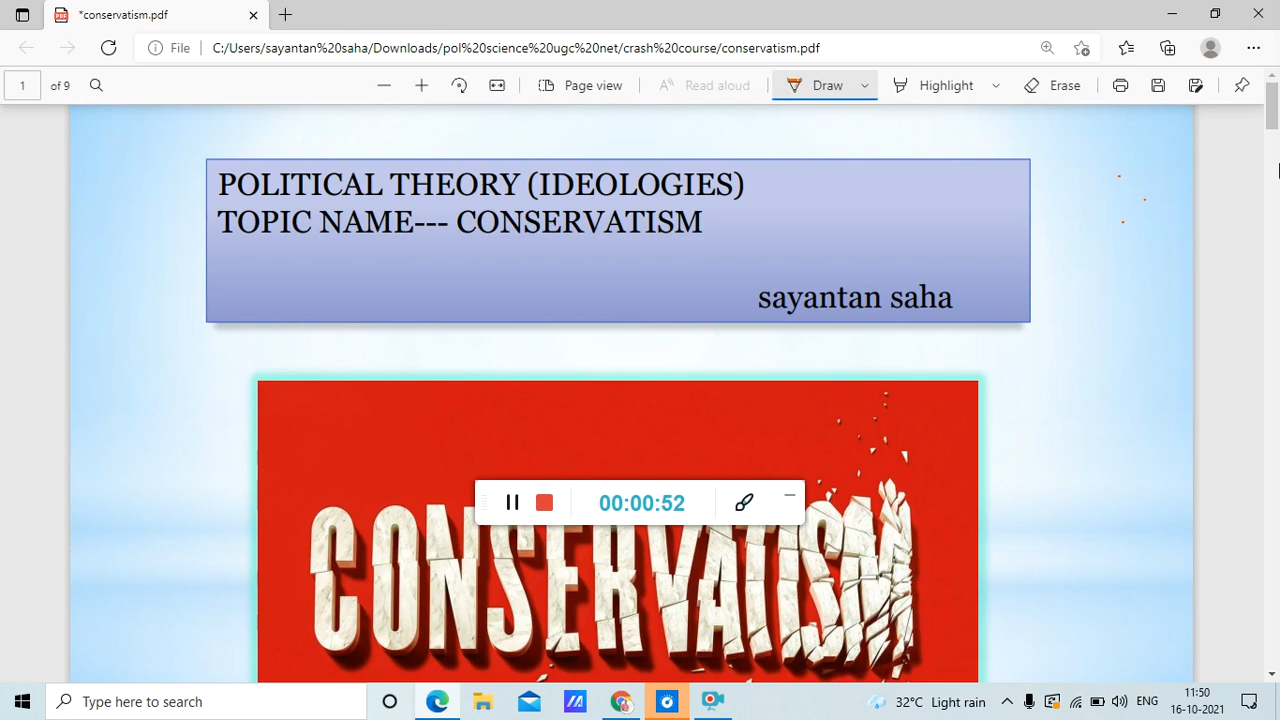 *conservatism.pdf
File
C:/Users/sayantan%20saha/Downloads/pol%20science%20ugc%20net/crash%20course/conservatism.pdf
1 of 9
Page view
Read aloud
Draw
Highlight
Erase
POLITICAL THEORY (IDEOLOGIES)
TOPIC NAME--- CONSERVATISM
sayantan saha
00:00:52
CONSERVATISM
Type here to search
32°C Light rain
ENG
11:50
16-10-2021